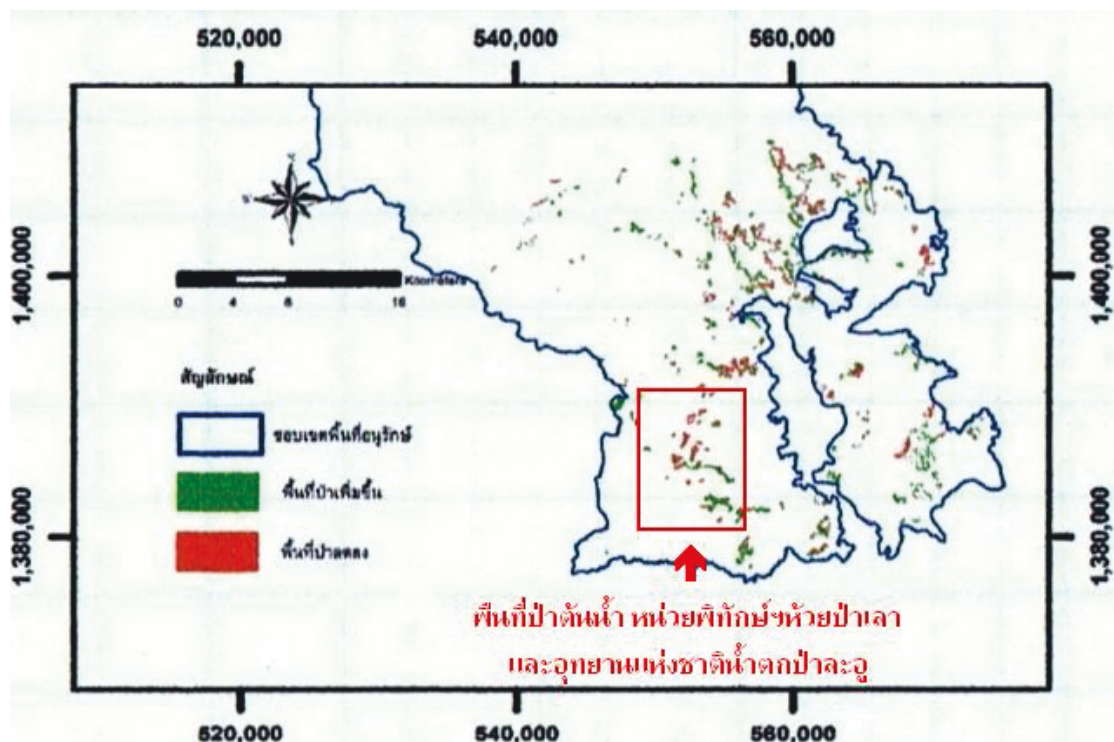 520,000 540,000 560,000
1,400,000 1,400,000
Kilometers
0 4 8 16
สัญลักษณ์
ขอบเขตพื้นที่อนุรักษ์
พื้นที่ป่าเพิ่มขึ้น
พื้นที่ป่าลดลง
1,380,000 1,380,000
พื้นที่ป่าต้นน้ำ หน่วยพิทักษ์ฯห้วยป่าเลา
และอุทยานแห่งชาติน้ำตกป่าละอู
520,000 540,000 560,000